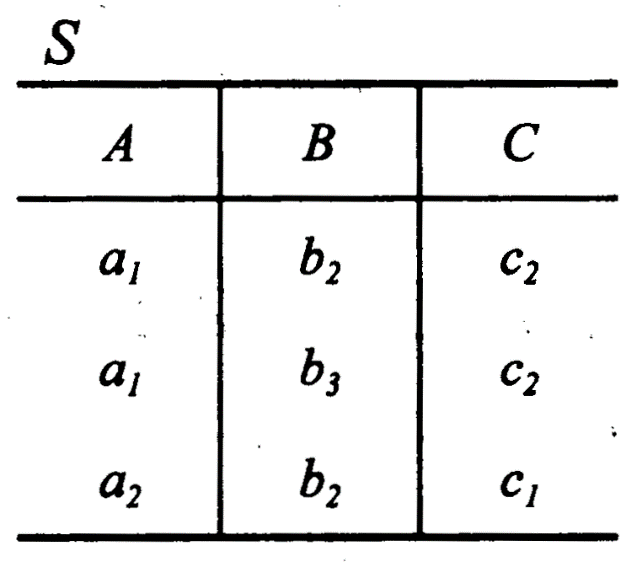 S
A B C
a₁ b₂ c₂
a₁ b₃ c₂
a₂ b₂ c₁